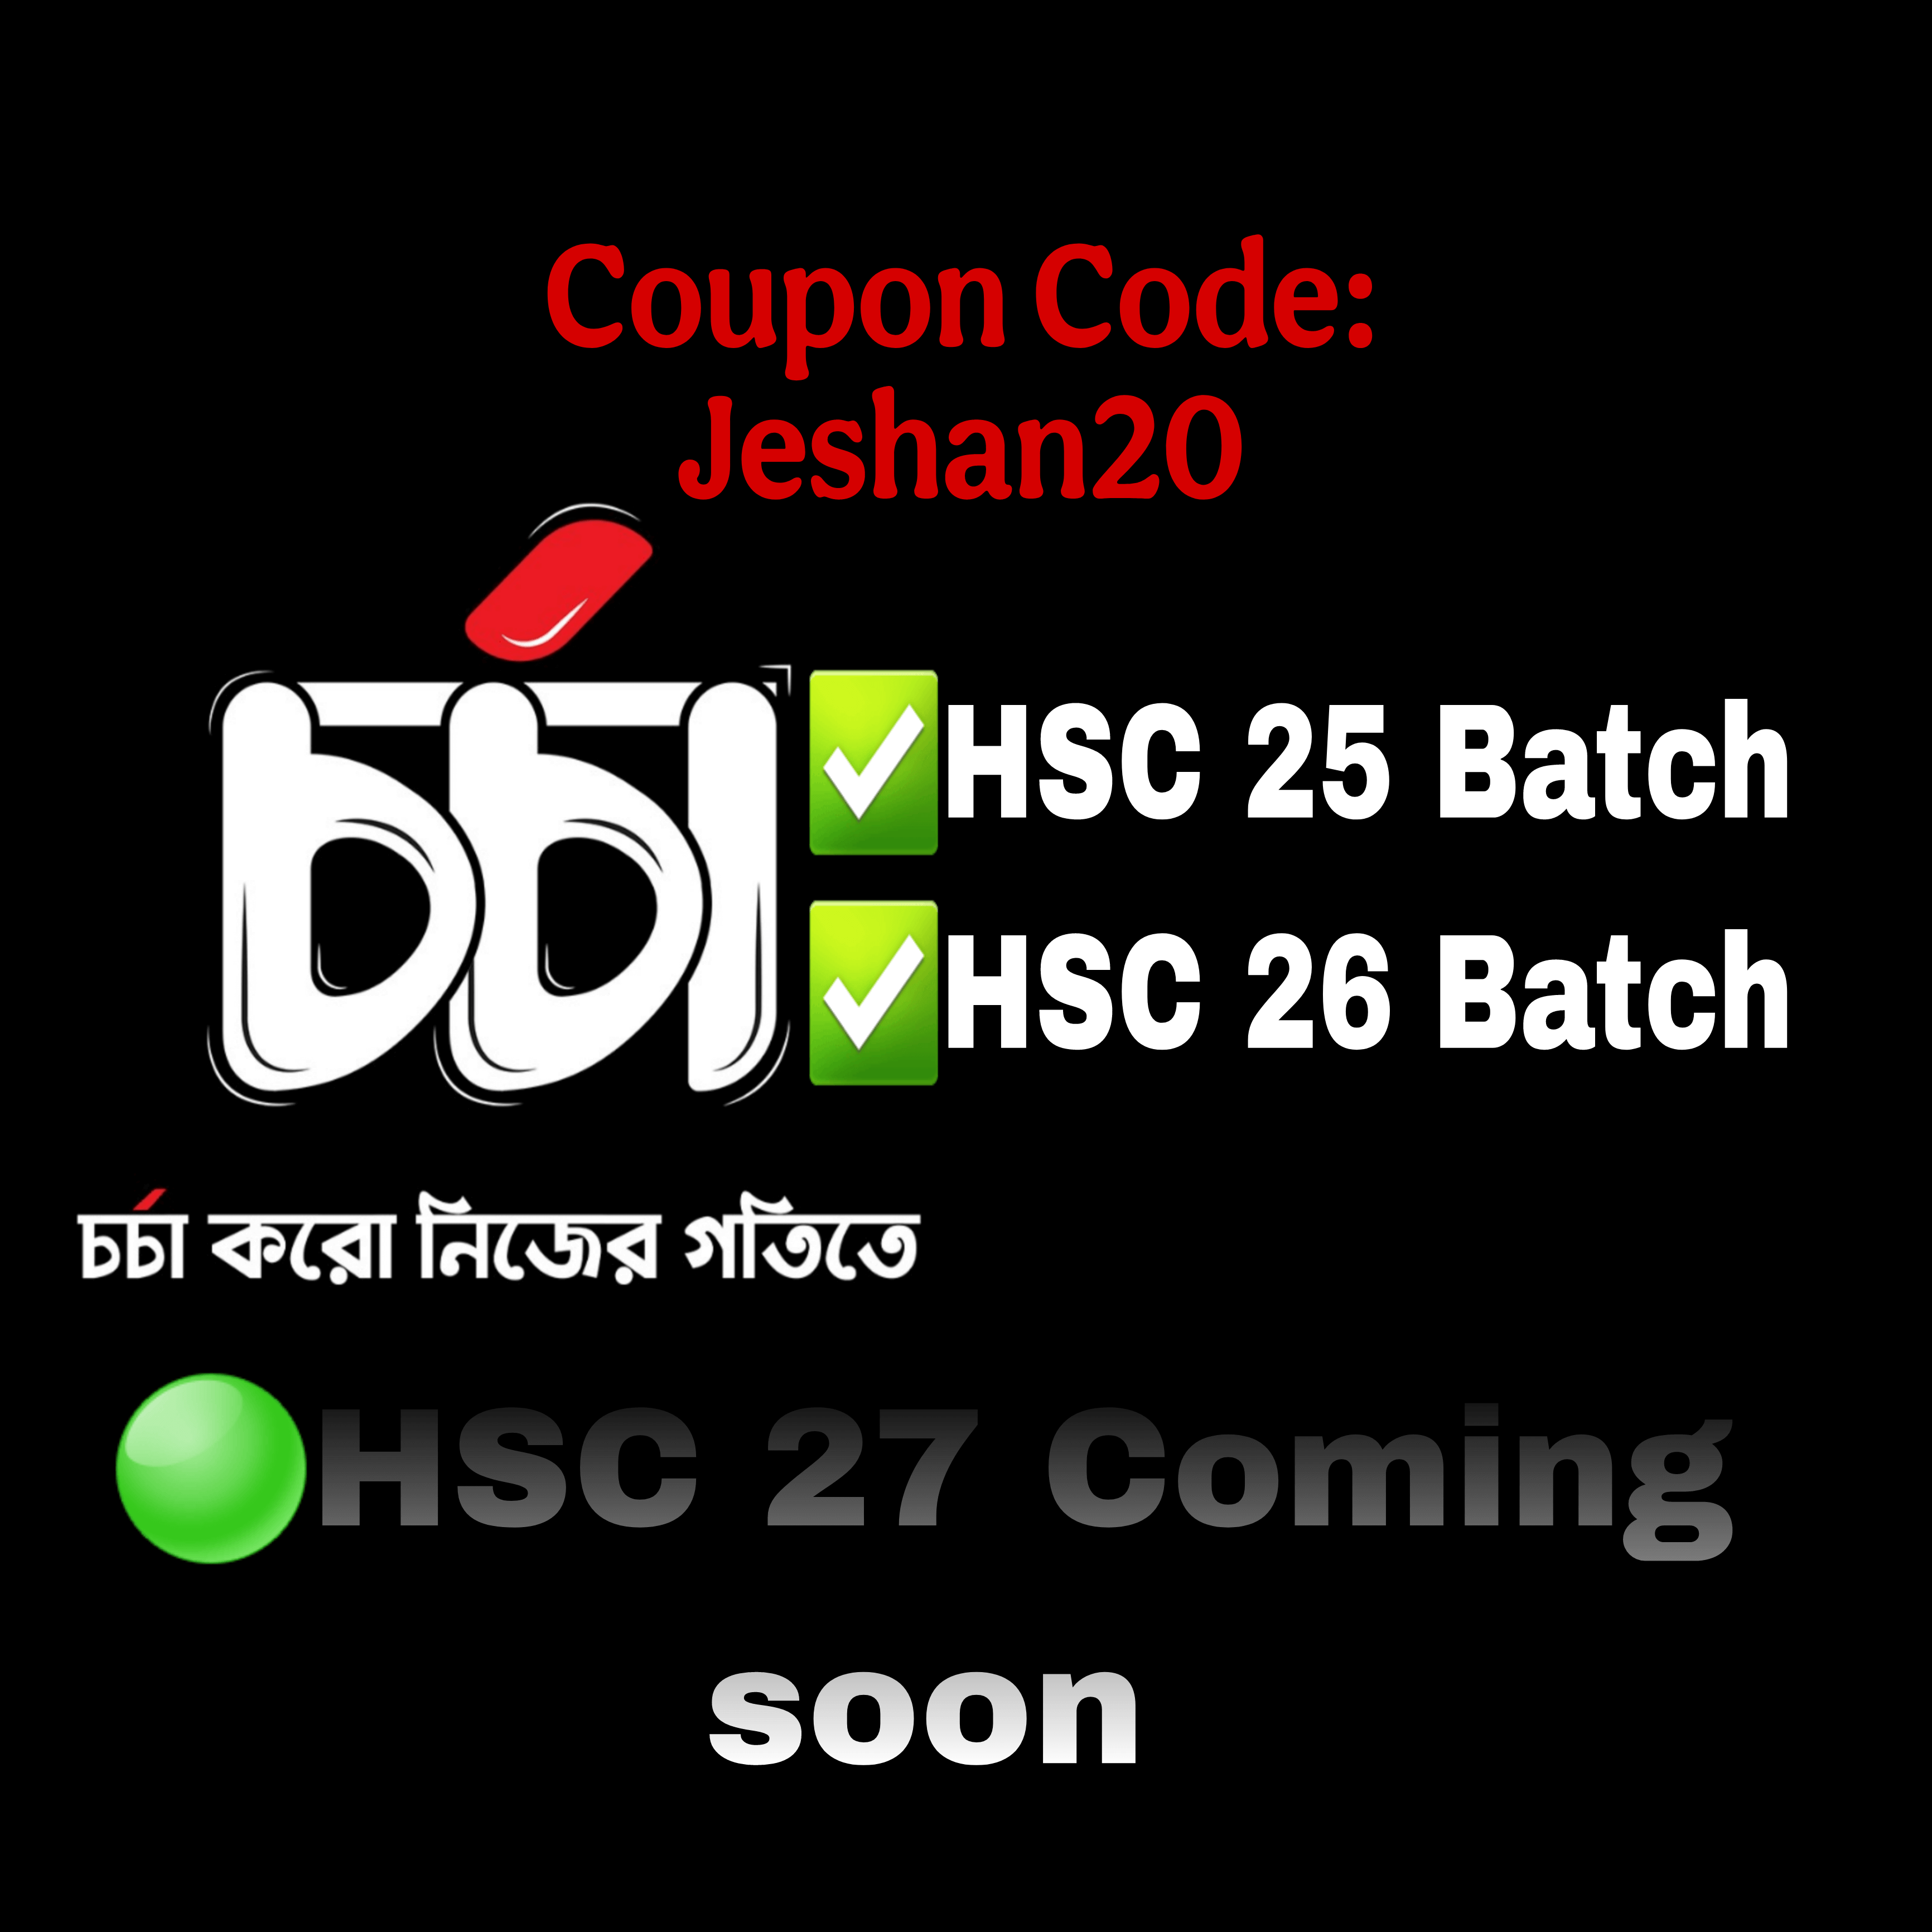 Coupon Code:
Jeshan20
চর্চা
✅HSC 25 Batch
✅HSC 26 Batch
চর্চা করো নিজের গতিতে
🟢HSC 27 Coming
soon